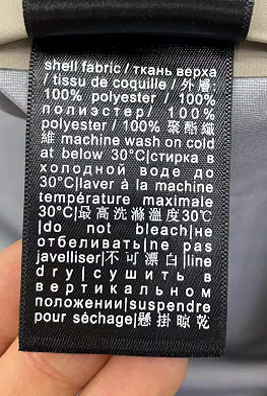 shell fabric / ткань верха
/ tissu de coquille / 外層:
100% polyester / 100%
полиэстер/ 100%
polyester / 100% 聚酯纖
維 machine wash on cold
at below 30°C|стирка в
холодной воде до
30°C|laver à la machine
température maximale
30°C|最高洗滌溫度30℃
|do not bleach|не
отбеливать|ne pas
javelliser|不可漂白|line
dry|сушить в
вертикальном
положении|suspendre
pour séchage|懸掛晾乾